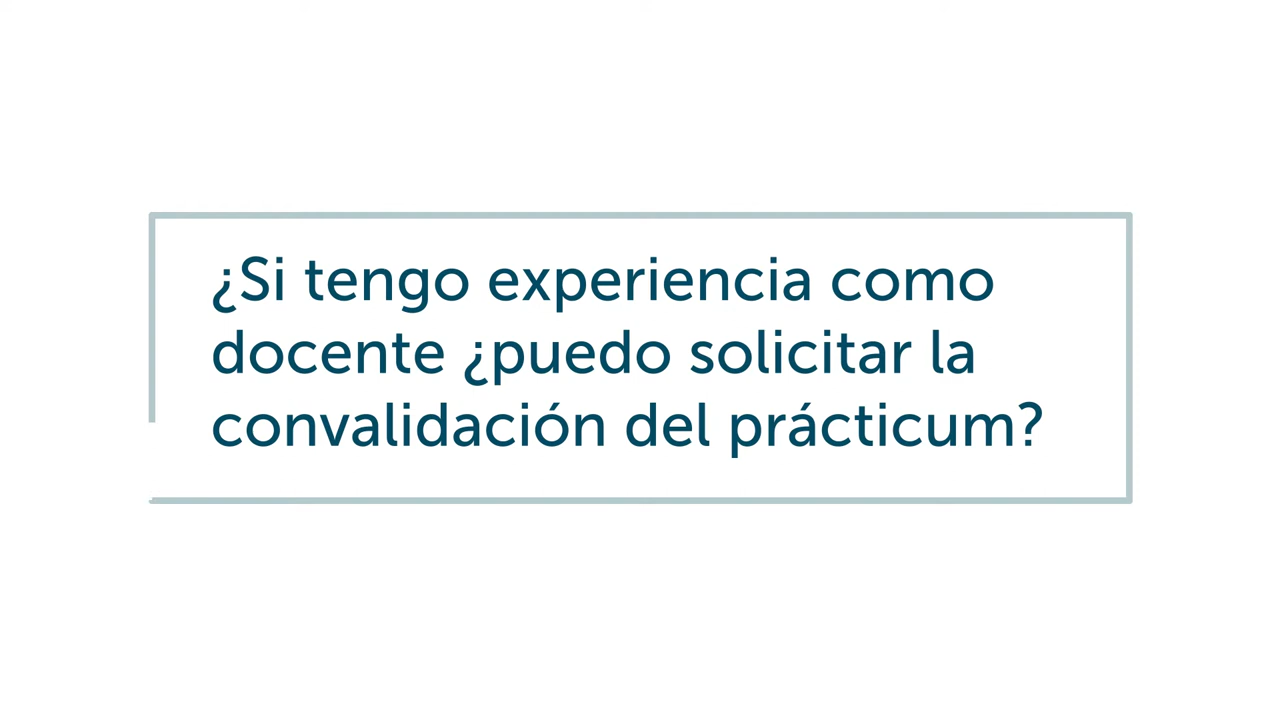 ¿Si tengo experiencia como
docente ¿puedo solicitar la
convalidación del prácticum?